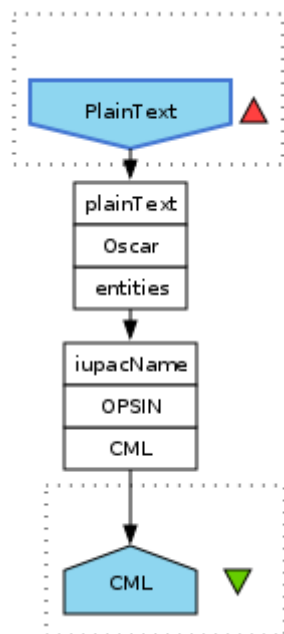 PlainText
plainText
Oscar
entities
iupacName
OPSIN
CML
CML